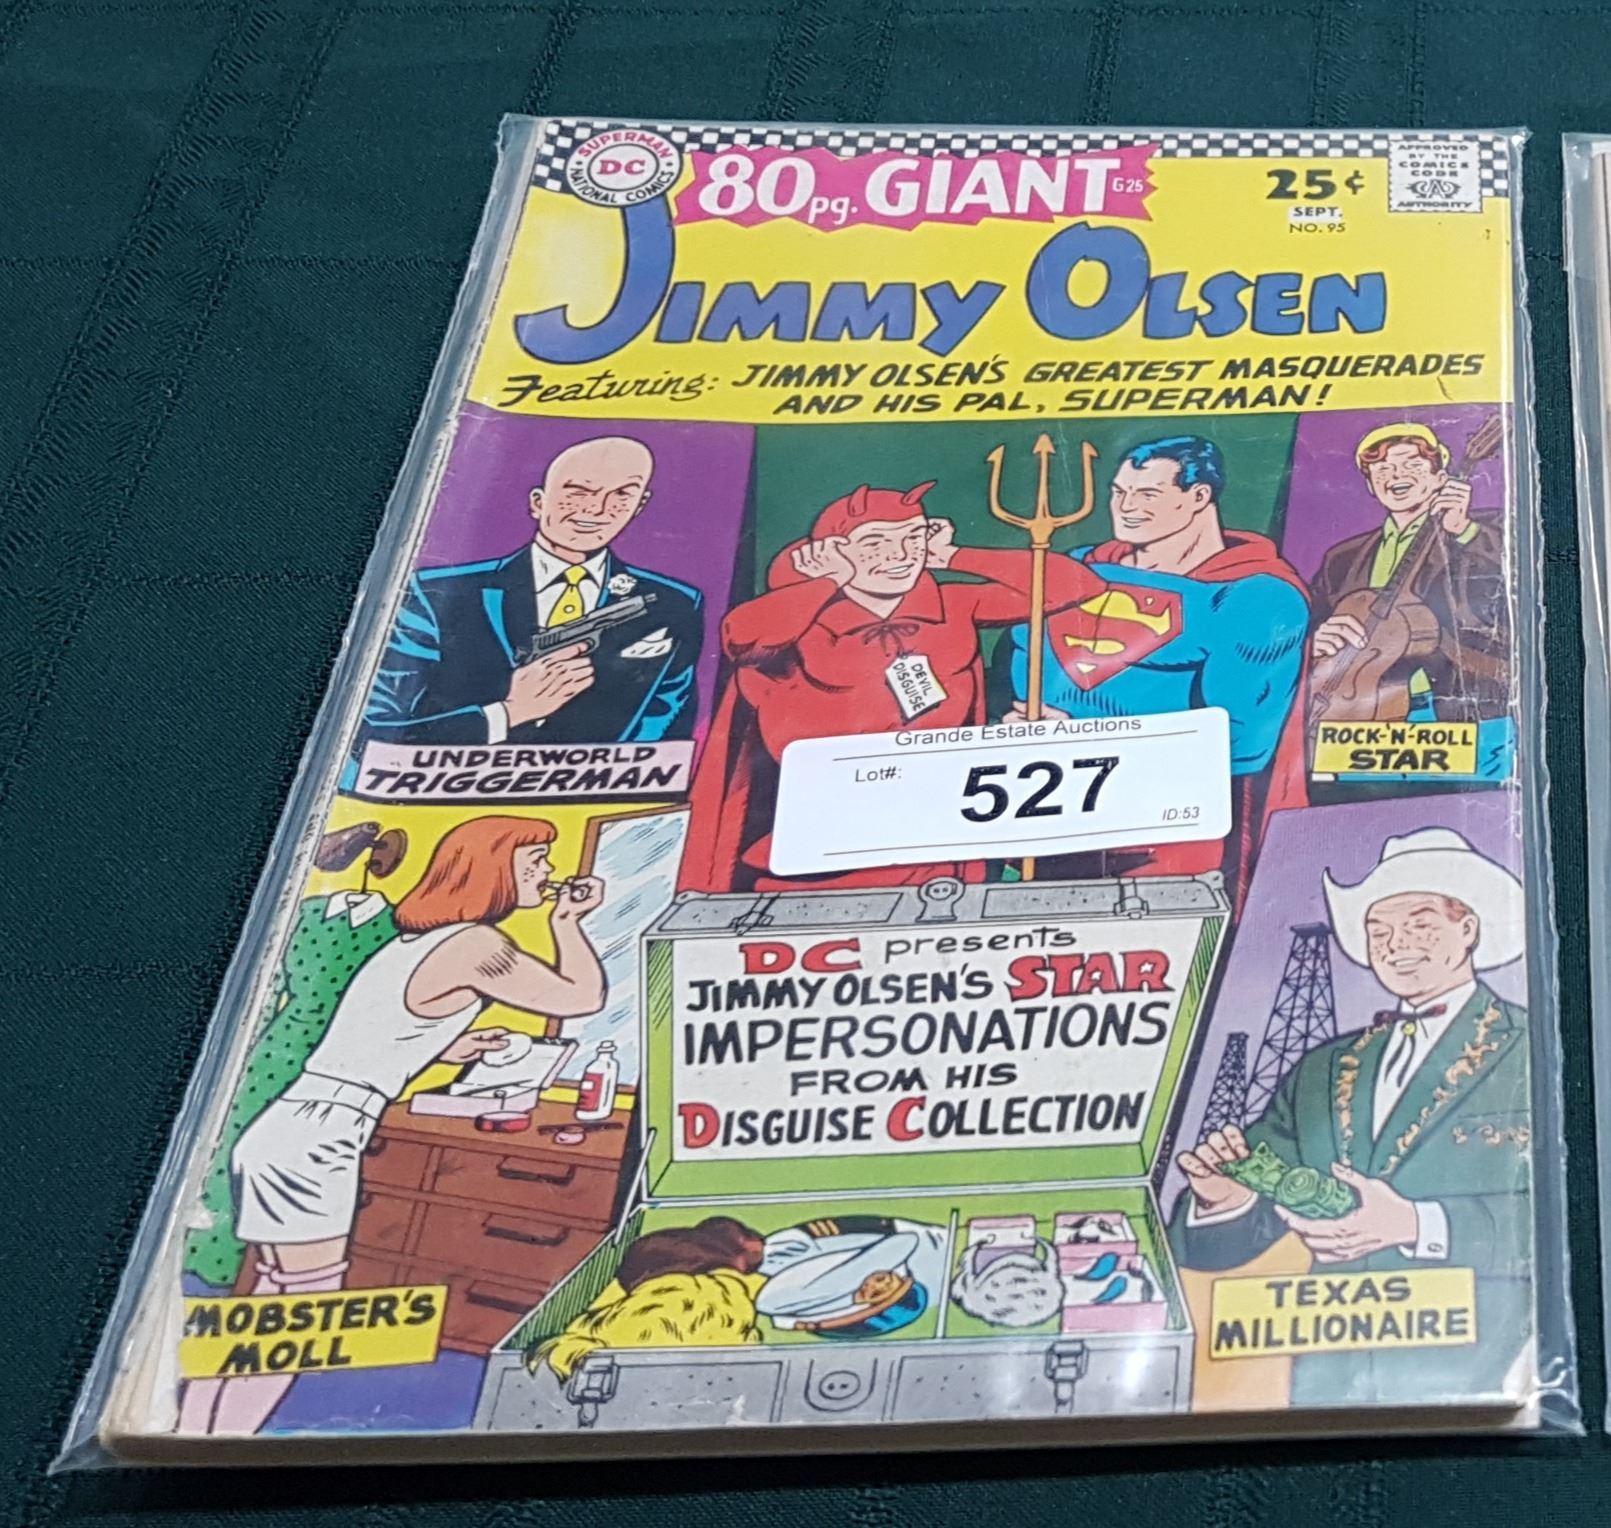 SUPERMAN
DC
NATIONAL COMICS
80pg. GIANT G25
25¢
SEPT.
NO. 95
APPROVED
BY THE
COMICS
CODE
CA
AUTHORITY
JIMMY OLSEN
Featuring: JIMMY OLSEN'S GREATEST MASQUERADES
AND HIS PAL, SUPERMAN!
DEVIL
DISGUISE
UNDERWORLD
TRIGGERMAN
ROCK-'N'-ROLL
STAR
Grande Estate Auctions
Lot#: 527
ID:53
DC presents
JIMMY OLSEN'S STAR
IMPERSONATIONS
FROM HIS
DISGUISE COLLECTION
MOBSTER'S
MOLL
TEXAS
MILLIONAIRE